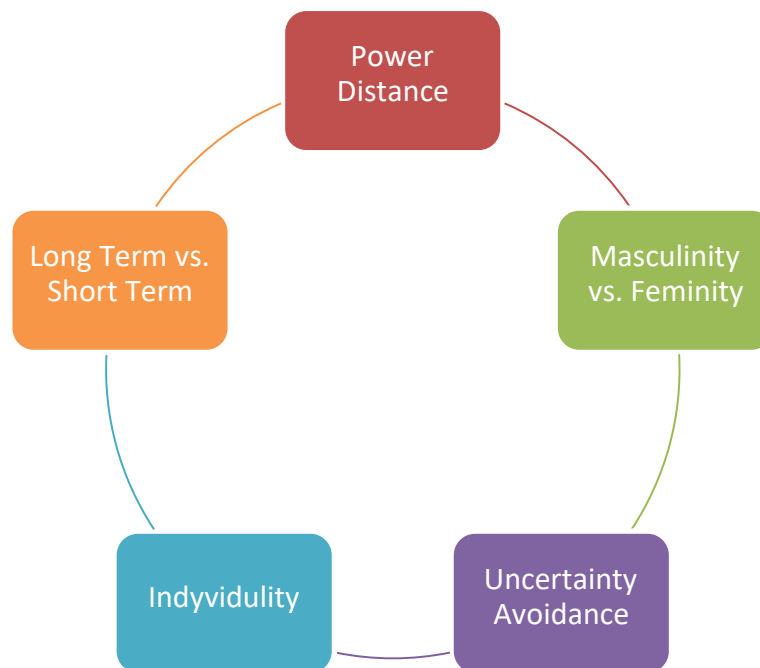 Power
Distance
Masculinity
vs. Feminity
Uncertainty
Avoidance
Indyvidulity
Long Term vs.
Short Term